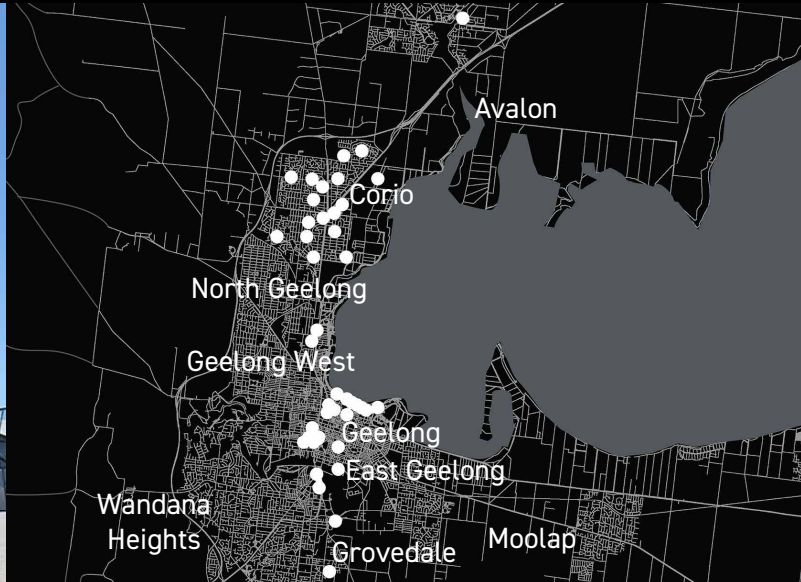 Avalon
Corio
North Geelong
Geelong West
Geelong
East Geelong
Wandana
Heights
Moolap
Grovedale